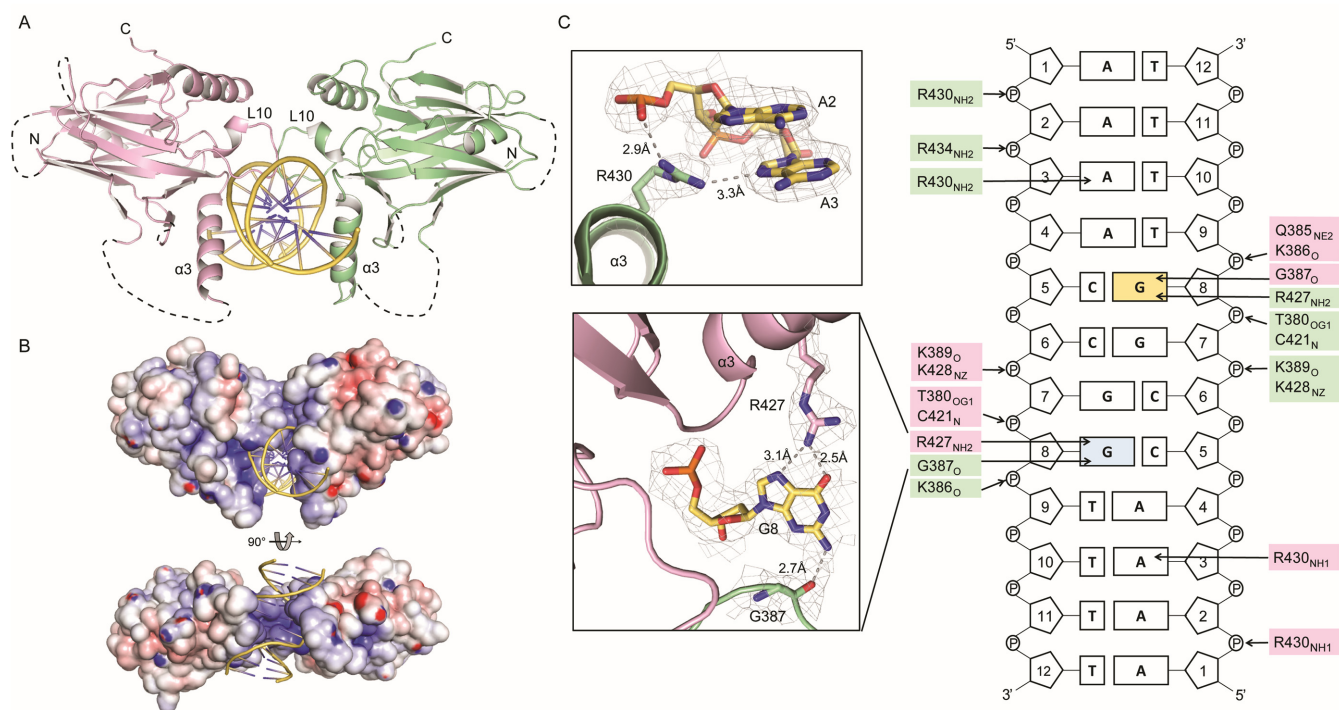 A
C
C
L10
L10
N
N
α3
α3
B
90°
C
A2
2.9Å
R430
3.3Å
A3
α3
α3
R427
3.1Å
2.5Å
G8
2.7Å
G387
5' 3'
1 A T 12
R430NH2 P P
2 A T 11
R434NH2 P P
R430NH2 3 A T 10
P P
4 A T 9
P P Q385NE2
K386O
5 C G 8 G387O
R427NH2
P P T380OG1
C421N
6 C G 7
K389O
K428NZ P P K389O
K428NZ
7 G C 6
T380OG1
C421N P P
R427NH2 8 G C 5
G387O
K386O P P
9 T A 4
P P
10 T A 3 R430NH1
P P
11 T A 2
P P R430NH1
12 T A 1
3' 5'